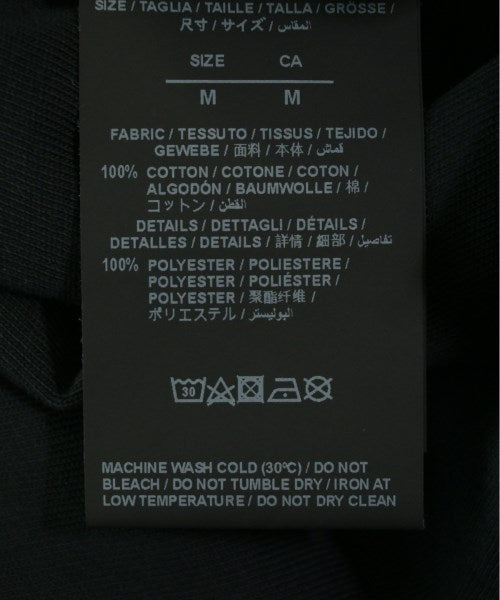 SIZE / TAGLIA / TAILLE / TALLA / GRÖSSE /
尺寸 / サイズ / المقاس
SIZE CA
M M
FABRIC / TESSUTO / TISSUS / TEJIDO /
GEWEBE / 面料 / 本体 / قماش
100% COTTON / COTONE / COTON /
ALGODÓN / BAUMWOLLE / 棉 /
コットン / القطن
DETAILS / DETTAGLI / DÉTAILS /
DETALLES / DETAILS / 詳情 / 細部 / تفاصيل
100% POLYESTER / POLIESTERE /
POLYESTER / POLIÉSTER /
POLYESTER / 聚酯纤维 /
ポリエステル / البوليستر
30
MACHINE WASH COLD (30ºC) / DO NOT
BLEACH / DO NOT TUMBLE DRY / IRON AT
LOW TEMPERATURE / DO NOT DRY CLEAN